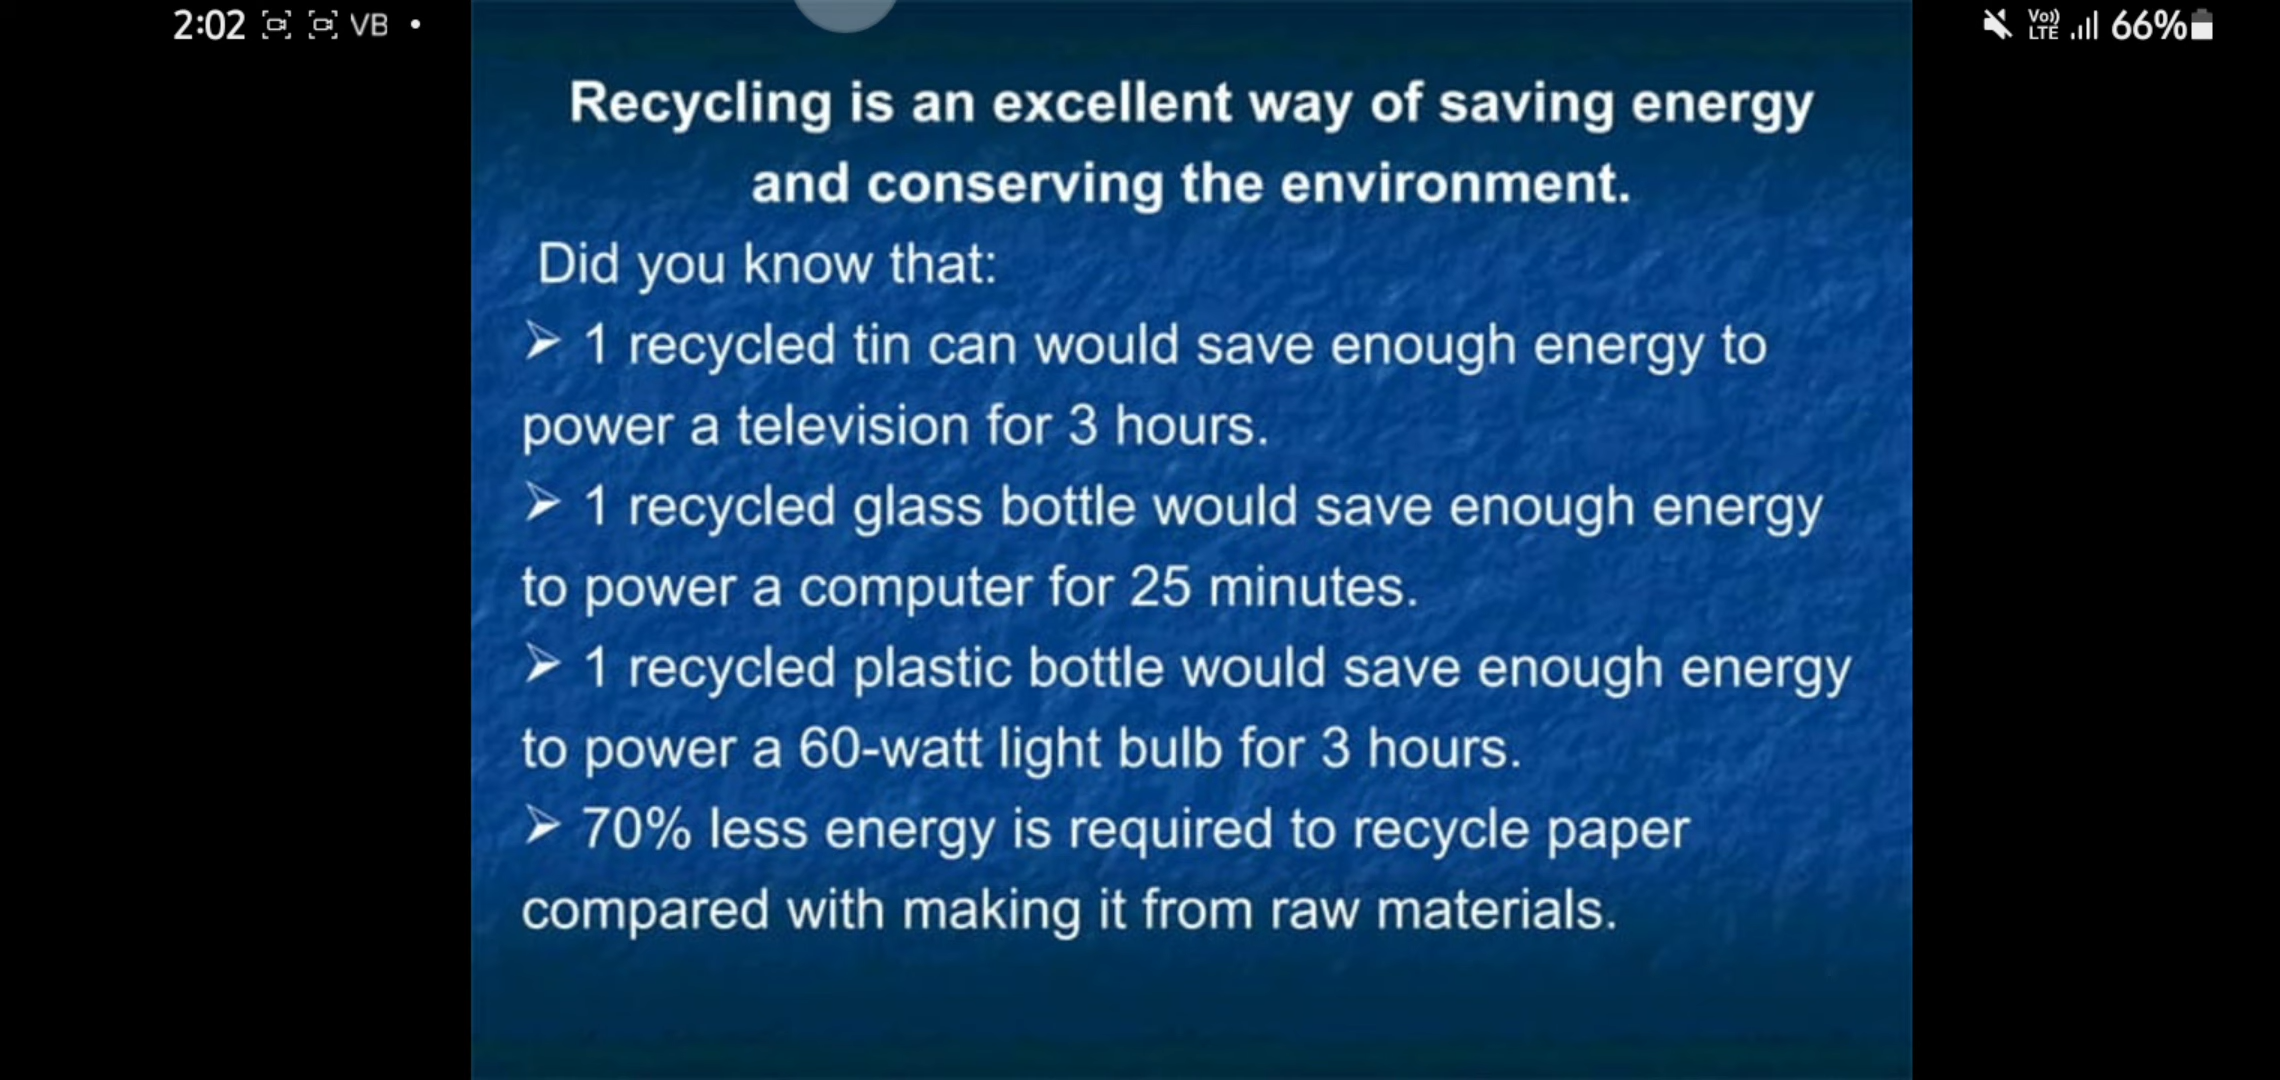 2:02 VB •
Vo)) LTE 66%
Recycling is an excellent way of saving energy
and conserving the environment.
Did you know that:
➢ 1 recycled tin can would save enough energy to
power a television for 3 hours.
➢ 1 recycled glass bottle would save enough energy
to power a computer for 25 minutes.
➢ 1 recycled plastic bottle would save enough energy
to power a 60-watt light bulb for 3 hours.
➢ 70% less energy is required to recycle paper
compared with making it from raw materials.